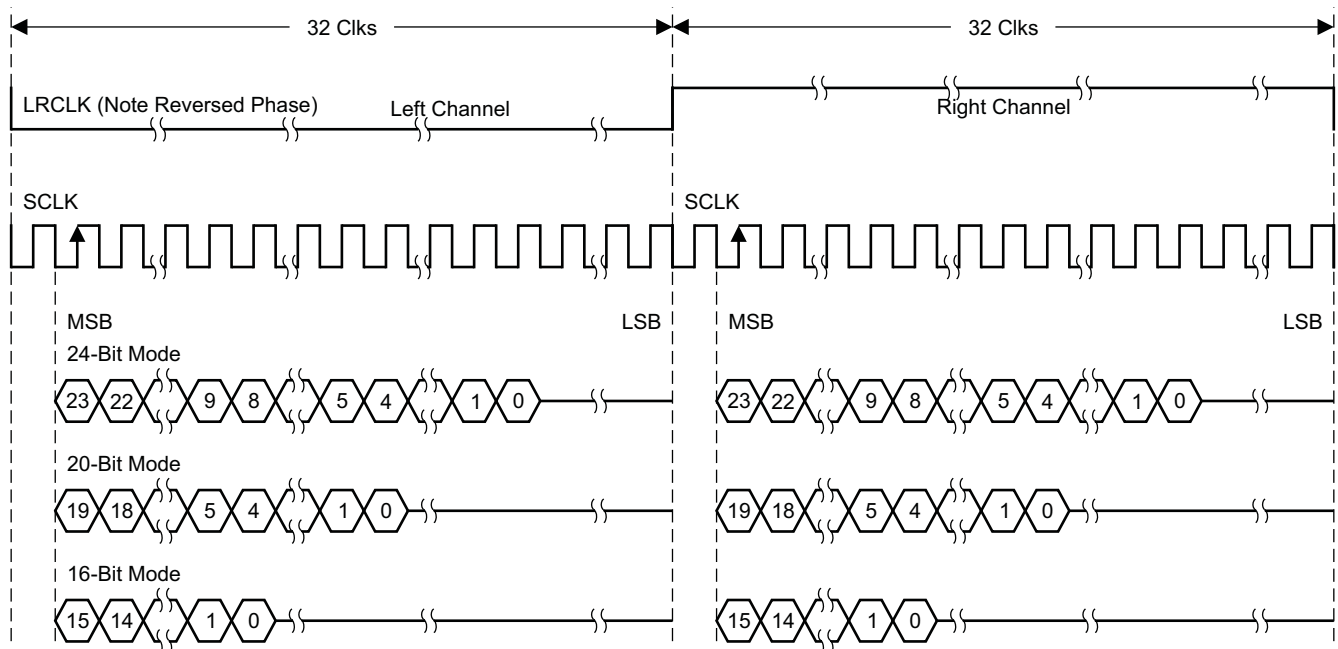 32 Clks 32 Clks
LRCLK (Note Reversed Phase) Left Channel Right Channel
SCLK SCLK
MSB LSB MSB LSB
24-Bit Mode
23 22 9 8 5 4 1 0 23 22 9 8 5 4 1 0
20-Bit Mode
19 18 5 4 1 0 19 18 5 4 1 0
16-Bit Mode
15 14 1 0 15 14 1 0